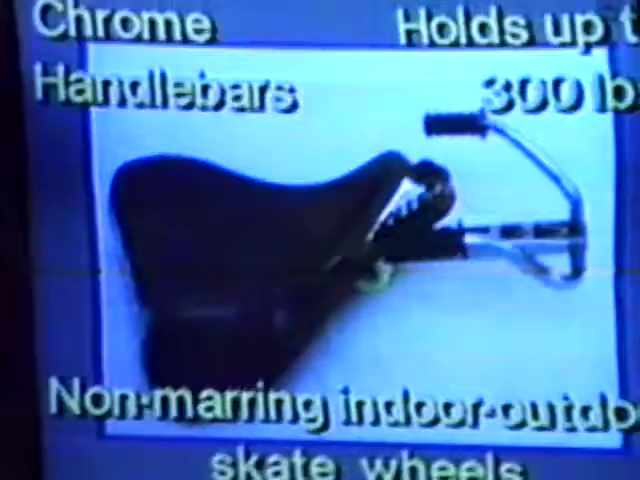 Chrome Holds up t
Handlebars 300 lb
Non-marring indoor-outdo
skate wheels